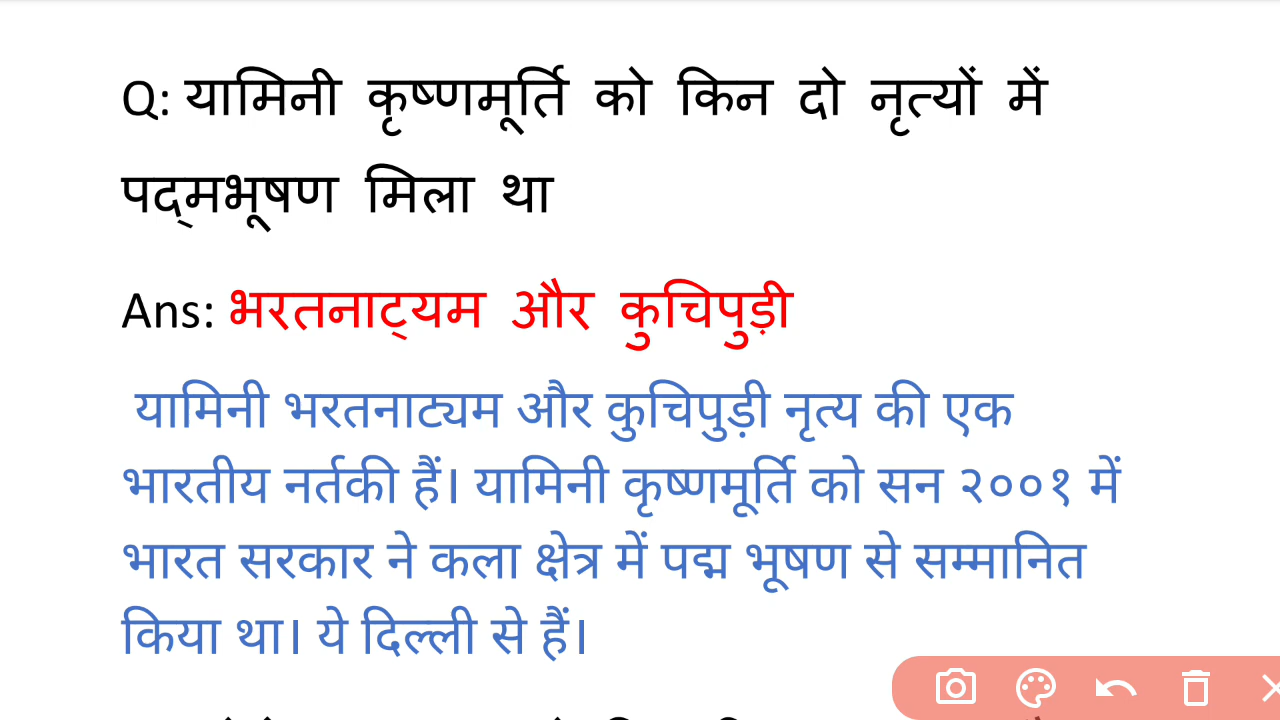 Q: यामिनी कृष्णमूर्ति को किन दो नृत्यों में
पद्मभूषण मिला था
Ans: भरतनाट्यम और कुचिपुड़ी
यामिनी भरतनाट्यम और कुचिपुड़ी नृत्य की एक
भारतीय नर्तकी हैं। यामिनी कृष्णमूर्ति को सन २००१ में
भारत सरकार ने कला क्षेत्र में पद्म भूषण से सम्मानित
किया था। ये दिल्ली से हैं।